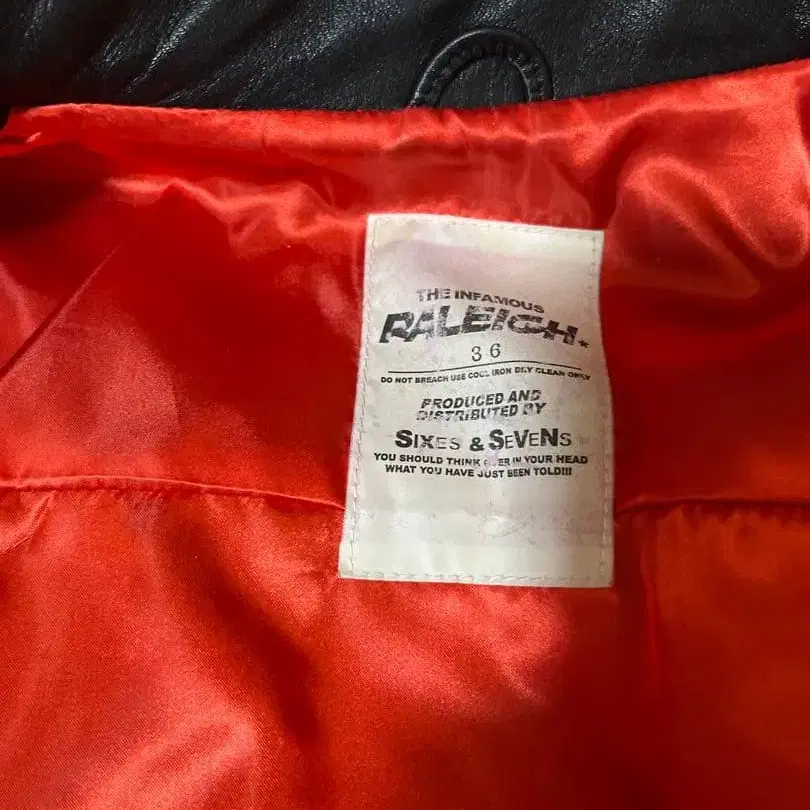 THE INFAMOUS
RALEIGH.
36
DO NOT BREACH USE COOL IRON DRY CLEAN ONLY
PRODUCED AND
DISTRIBUTED BY
SIXES & SEVENS
YOU SHOULD THINK OVER IN YOUR HEAD
WHAT YOU HAVE JUST BEEN TOLD!!!